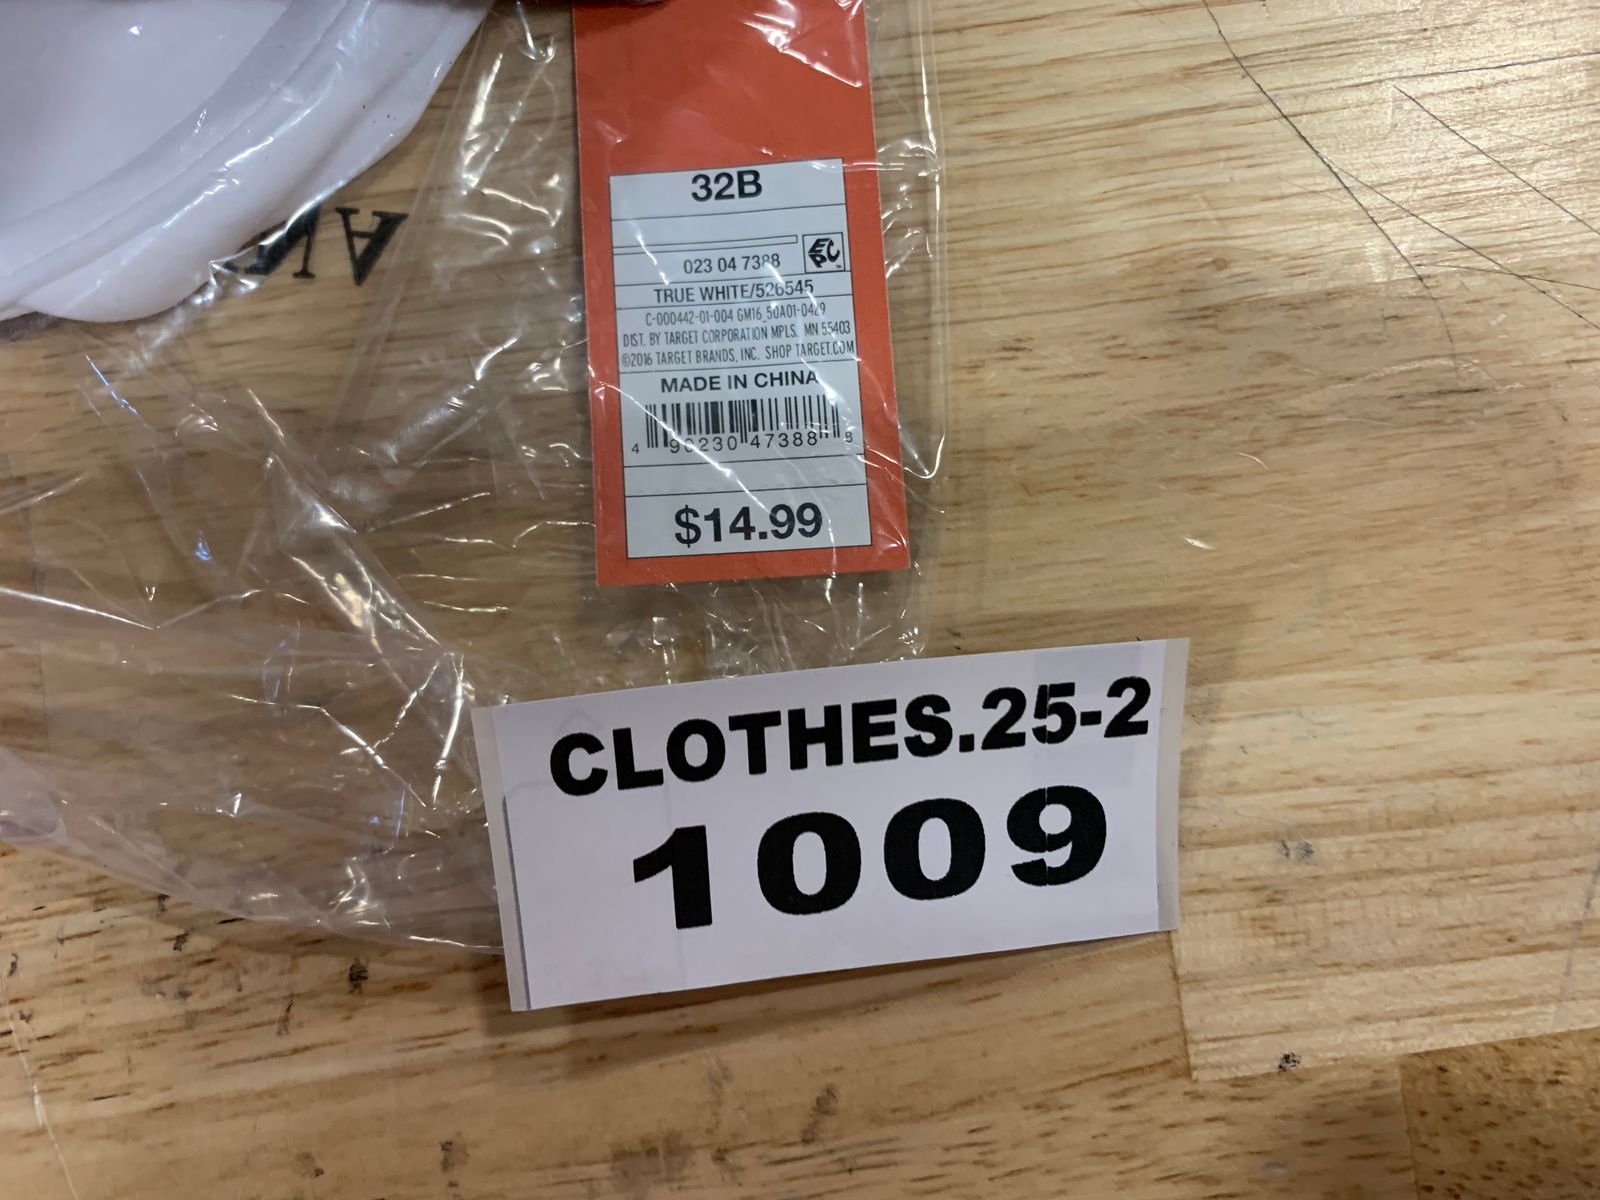 32B
023 04 7388
EPC
TRUE WHITE/526545
C-000442-01-004 GM16_50A01-0429
DIST. BY TARGET CORPORATION MPLS. MN 55403
©2016 TARGET BRANDS, INC. SHOP TARGET.COM
MADE IN CHINA
4 90230 47388 8
$14.99
CLOTHES.25-2
1009